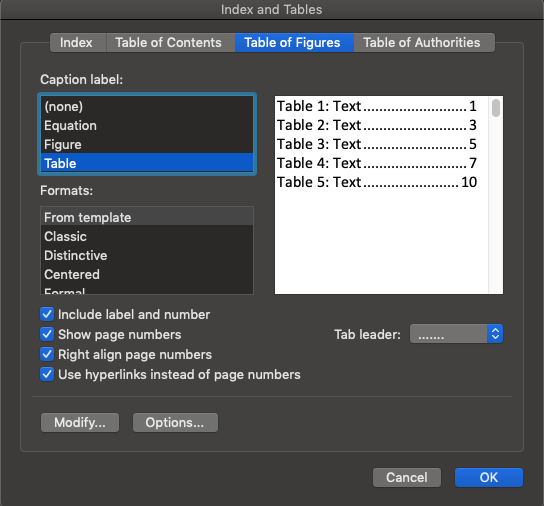 Index and Tables
Index Table of Contents Table of Figures Table of Authorities
Caption label:
(none)
Equation
Figure
Table
Table 1: Text....................... 1
Table 2: Text....................... 3
Table 3: Text....................... 5
Table 4: Text....................... 7
Table 5: Text..................... 10
Formats:
From template
Classic
Distinctive
Centered
Formal
Include label and number
Show page numbers
Right align page numbers
Use hyperlinks instead of page numbers
Tab leader: .......
Modify... Options...
Cancel OK